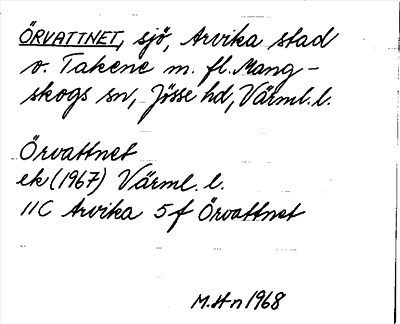 ÖRVATTNET, sjö, Arvika stad
o. Takene m. fl. Mang-
skogs sn, Jösse hd, Värml. l.
Örvattnet
ek (1967) Värml. l.
11C Arvika 5f Örvattnet
M.Hn 1968